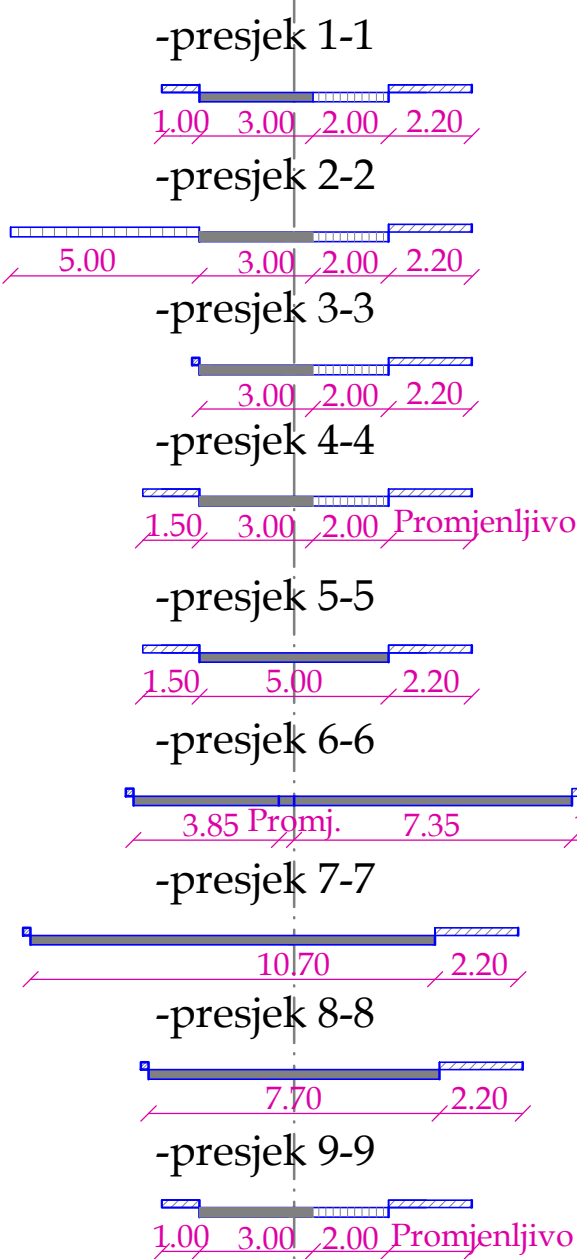 -presjek 1-1
1.00 3.00 2.00 2.20
-presjek 2-2
5.00 3.00 2.00 2.20
-presjek 3-3
3.00 2.00 2.20
-presjek 4-4
1.50 3.00 2.00 Promjenljivo
-presjek 5-5
1.50 5.00 2.20
-presjek 6-6
3.85 Promj. 7.35
-presjek 7-7
10.70 2.20
-presjek 8-8
7.70 2.20
-presjek 9-9
1.00 3.00 2.00 Promjenljivo